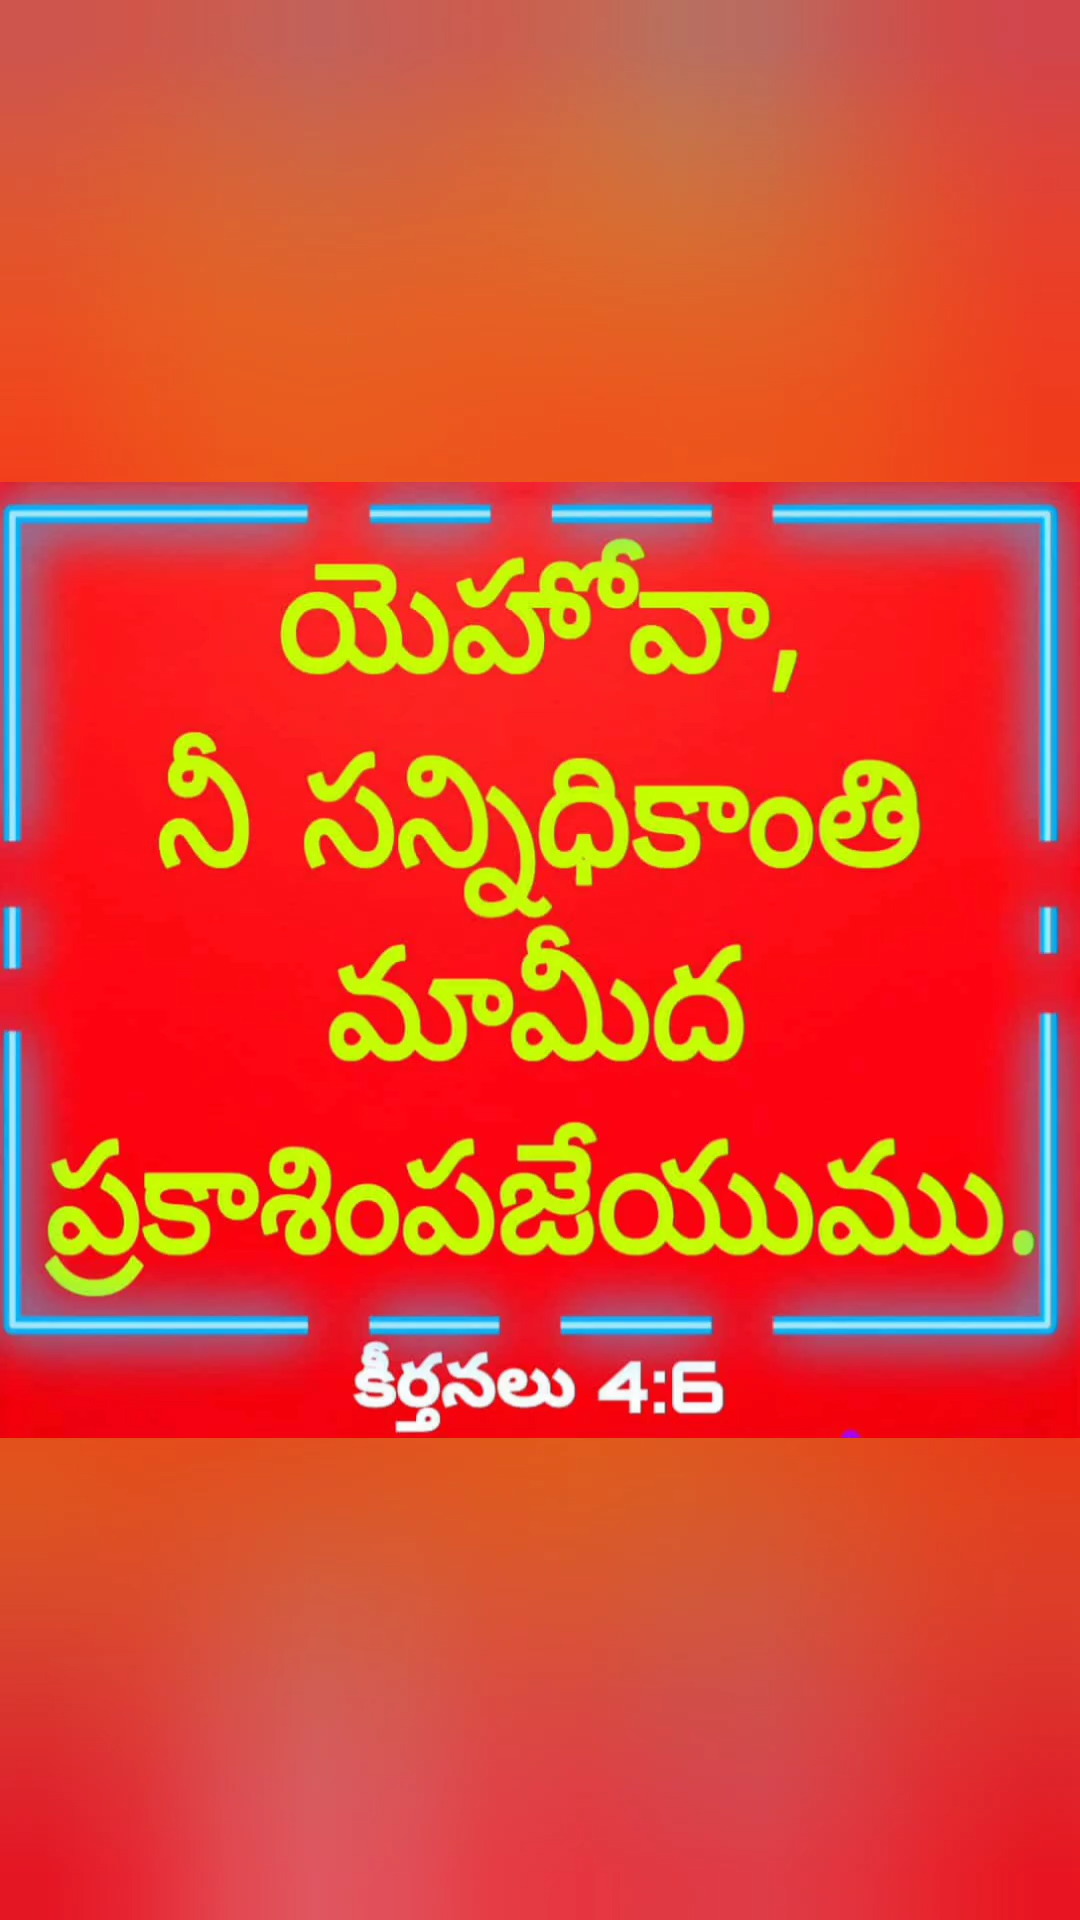 యెహోవా,
నీ సన్నిధికాంతి
మామీద
ప్రకాశింపజేయుము.
కీర్తనలు 4:6